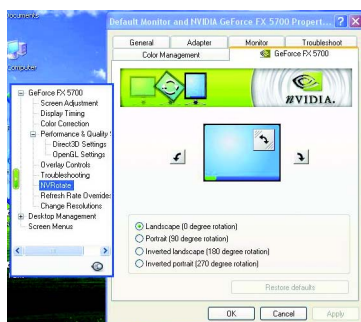 Documents
Computer
Default Monitor and NVIDIA GeForce FX 5700 Propert...
General
Adapter
Monitor
Troubleshoot
Color Management
GeForce FX 5700
NVIDIA.
GeForce FX 5700
Screen Adjustment
Display Timing
Color Correction
Performance & Quality S
Direct3D Settings
OpenGL Settings
Overlay Controls
Troubleshooting
NVRotate
Refresh Rate Overrides
Change Resolutions
Desktop Management
Screen Menus
Landscape (0 degree rotation)
Portrait (90 degree rotation)
Inverted landscape (180 degree rotation)
Inverted portrait (270 degree rotation)
Restore defaults
OK
Cancel
Apply